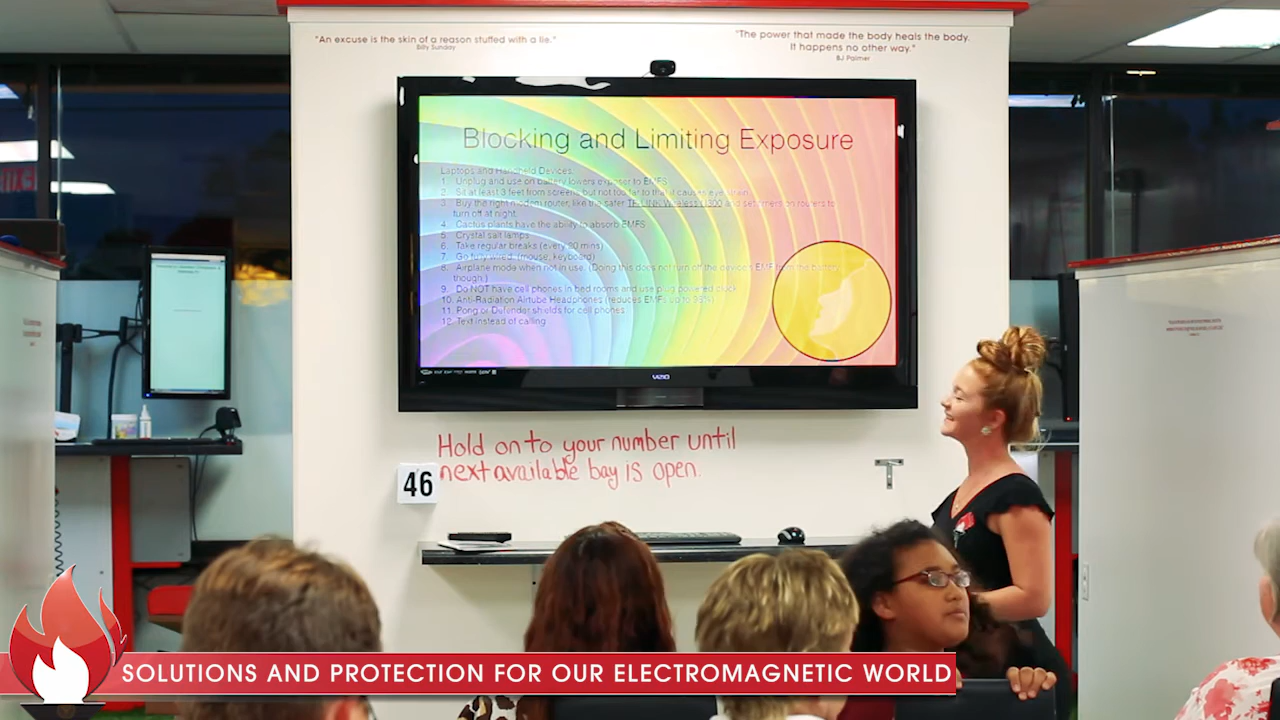 "An excuse is the skin of a reason stuffed with a lie."
Billy Sunday
"The power that made the body heals the body.
It happens no other way."
BJ Palmer
Blocking and Limiting Exposure
Laptops and Handheld Devices:
1. Unplug and use on battery lowers exposer to EMFS
2. Sit at least 3 feet from screens but not too far to that it causes eye strain
3. Buy the right modem router, like the safer TP-LINK Wireless U300 and set timers on routers to
turn off at night.
4. Cactus plants have the ability to absorb EMFS
5. Crystal salt lamps
6. Take regular breaks (every 20 mins)
7. Go fully wired. (mouse, keyboard)
8. Airplane mode when not in use. (Doing this does not turn off the device's EMF from the battery
though.)
9. Do NOT have cell phones in bed rooms and use plug powered clock
10. Anti-Radiation Airtube Headphones (reduces EMFs up to 98%)
11. Pong or Defender shields for cell phones
12. Text instead of calling
VIZIO
Hold on to your number until
next available bay is open.
46
SOLUTIONS AND PROTECTION FOR OUR ELECTROMAGNETIC WORLD